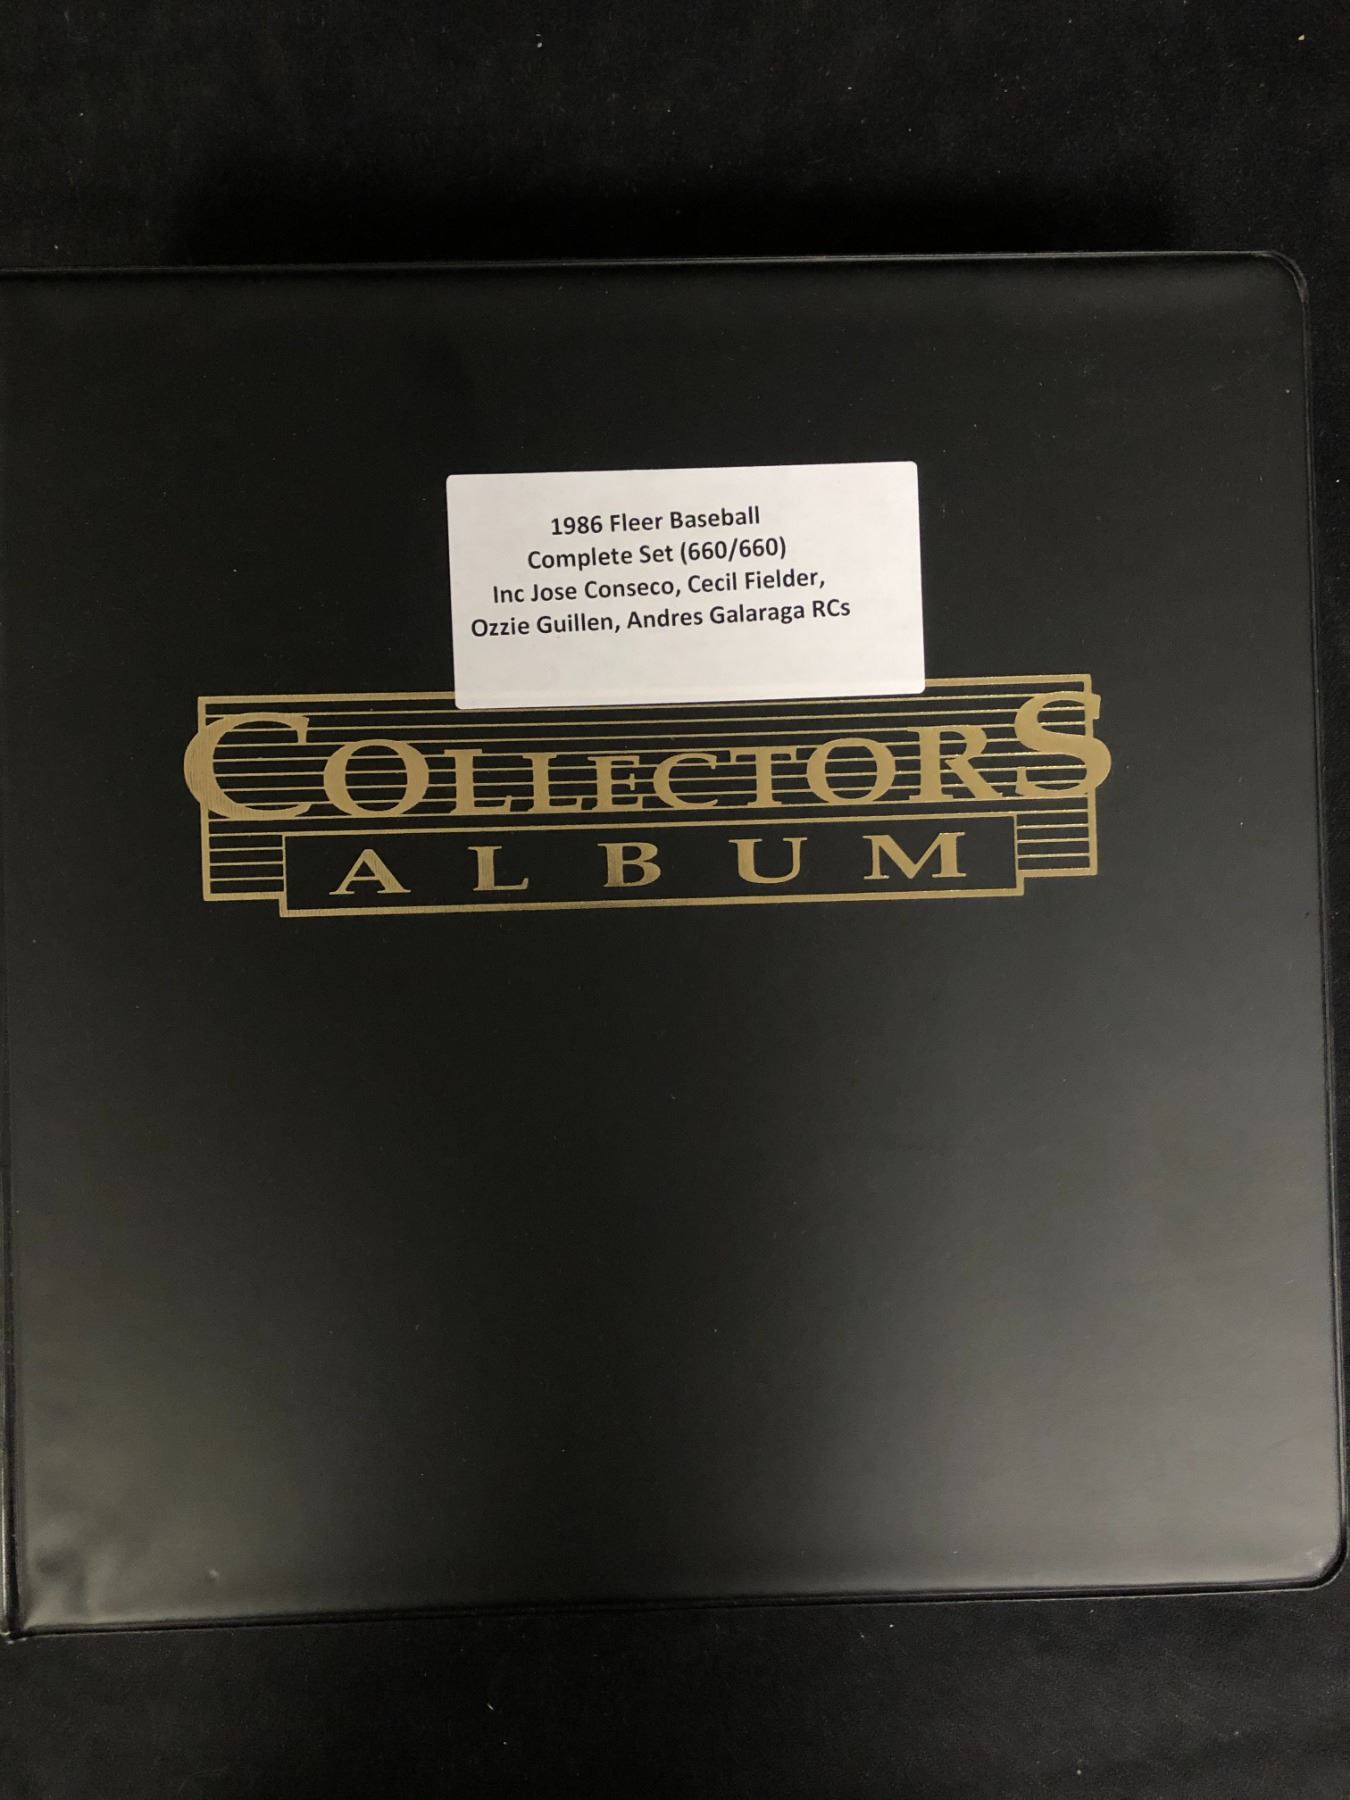 1986 Fleer Baseball
Complete Set (660/660)
Inc Jose Conseco, Cecil Fielder,
Ozzie Guillen, Andres Galaraga RCs
COLLECTORS
ALBUM